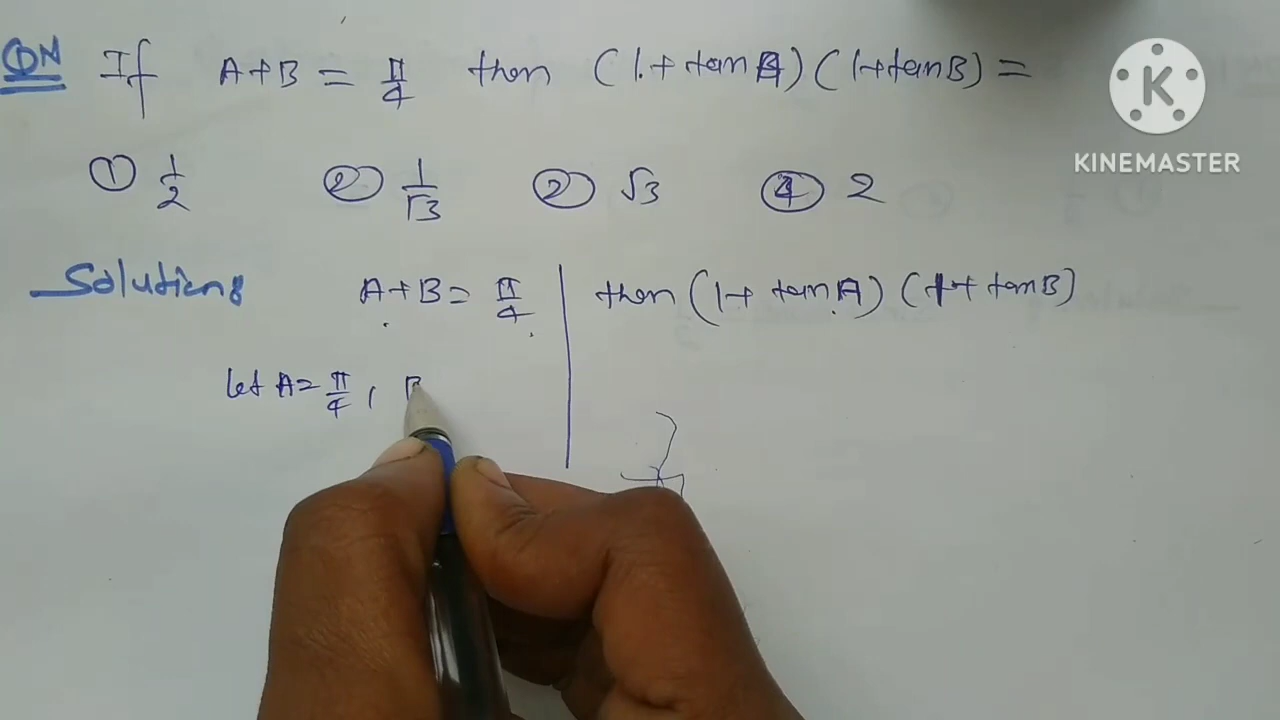 QN If A+B = π/4 then (1+tanA)(1+tanB) =
① 1/2 ② 1/√3 ② √3 ④ 2
Solution: A+B = π/4 then (1+ tanA) (1+ tanB)
let A = π/4 , B
K
KINEMASTER